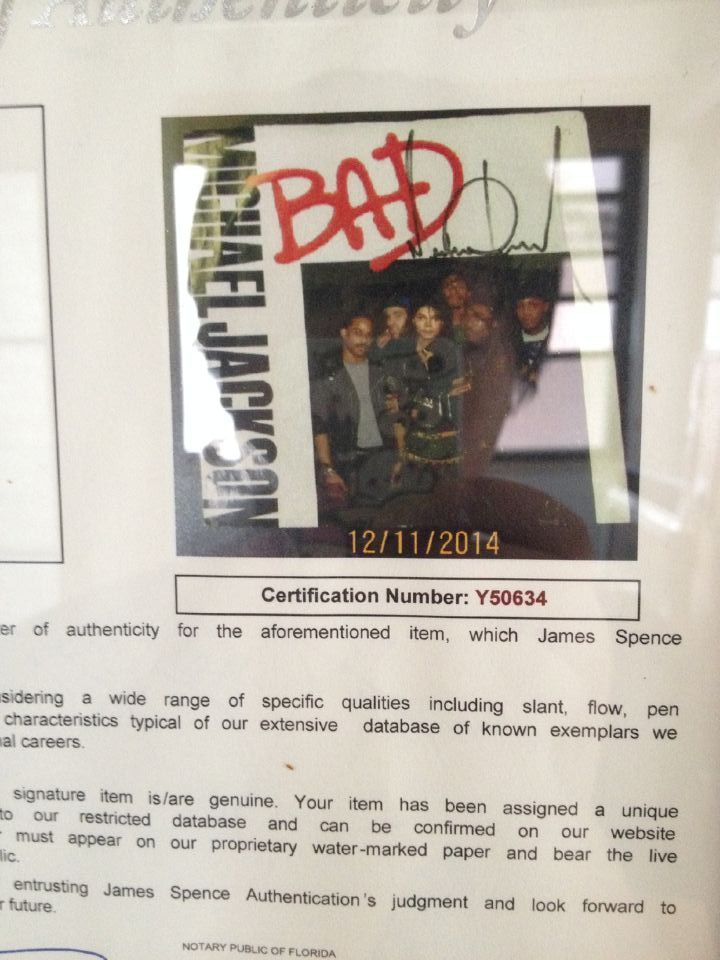 Authenticity
MICHAEL JACKSON
BAD
12/11/2014
Certification Number: Y50634
er of authenticity for the aforementioned item, which James Spence
sidering a wide range of specific qualities including slant, flow, pen
characteristics typical of our extensive database of known exemplars we
al careers.
signature item is/are genuine. Your item has been assigned a unique
to our restricted database and can be confirmed on our website
must appear on our proprietary water-marked paper and bear the live
lic.
entrusting James Spence Authentication's judgment and look forward to
r future.
NOTARY PUBLIC OF FLORIDA